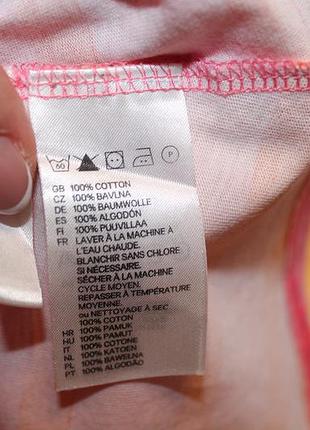 60 P
GB 100% COTTON
CZ 100% BAVLNA
DE 100% BAUMWOLLE
ES 100% ALGODÓN
FI 100% PUUVILLA
FR LAVER À LA MACHINE À
L'EAU CHAUDE.
BLANCHIR SANS CHLORE
SI NÉCESSAIRE.
SÉCHER À LA MACHINE
CYCLE MOYEN.
REPASSER À TEMPÉRATURE
MOYENNE.
ou NETTOYAGE A SEC
100% COTON
HR 100% PAMUK
HU 100% PAMUT
IT 100% COTONE
NL 100% KATOEN
PL 100% BAWEŁNA
PT 100% ALGODÃO